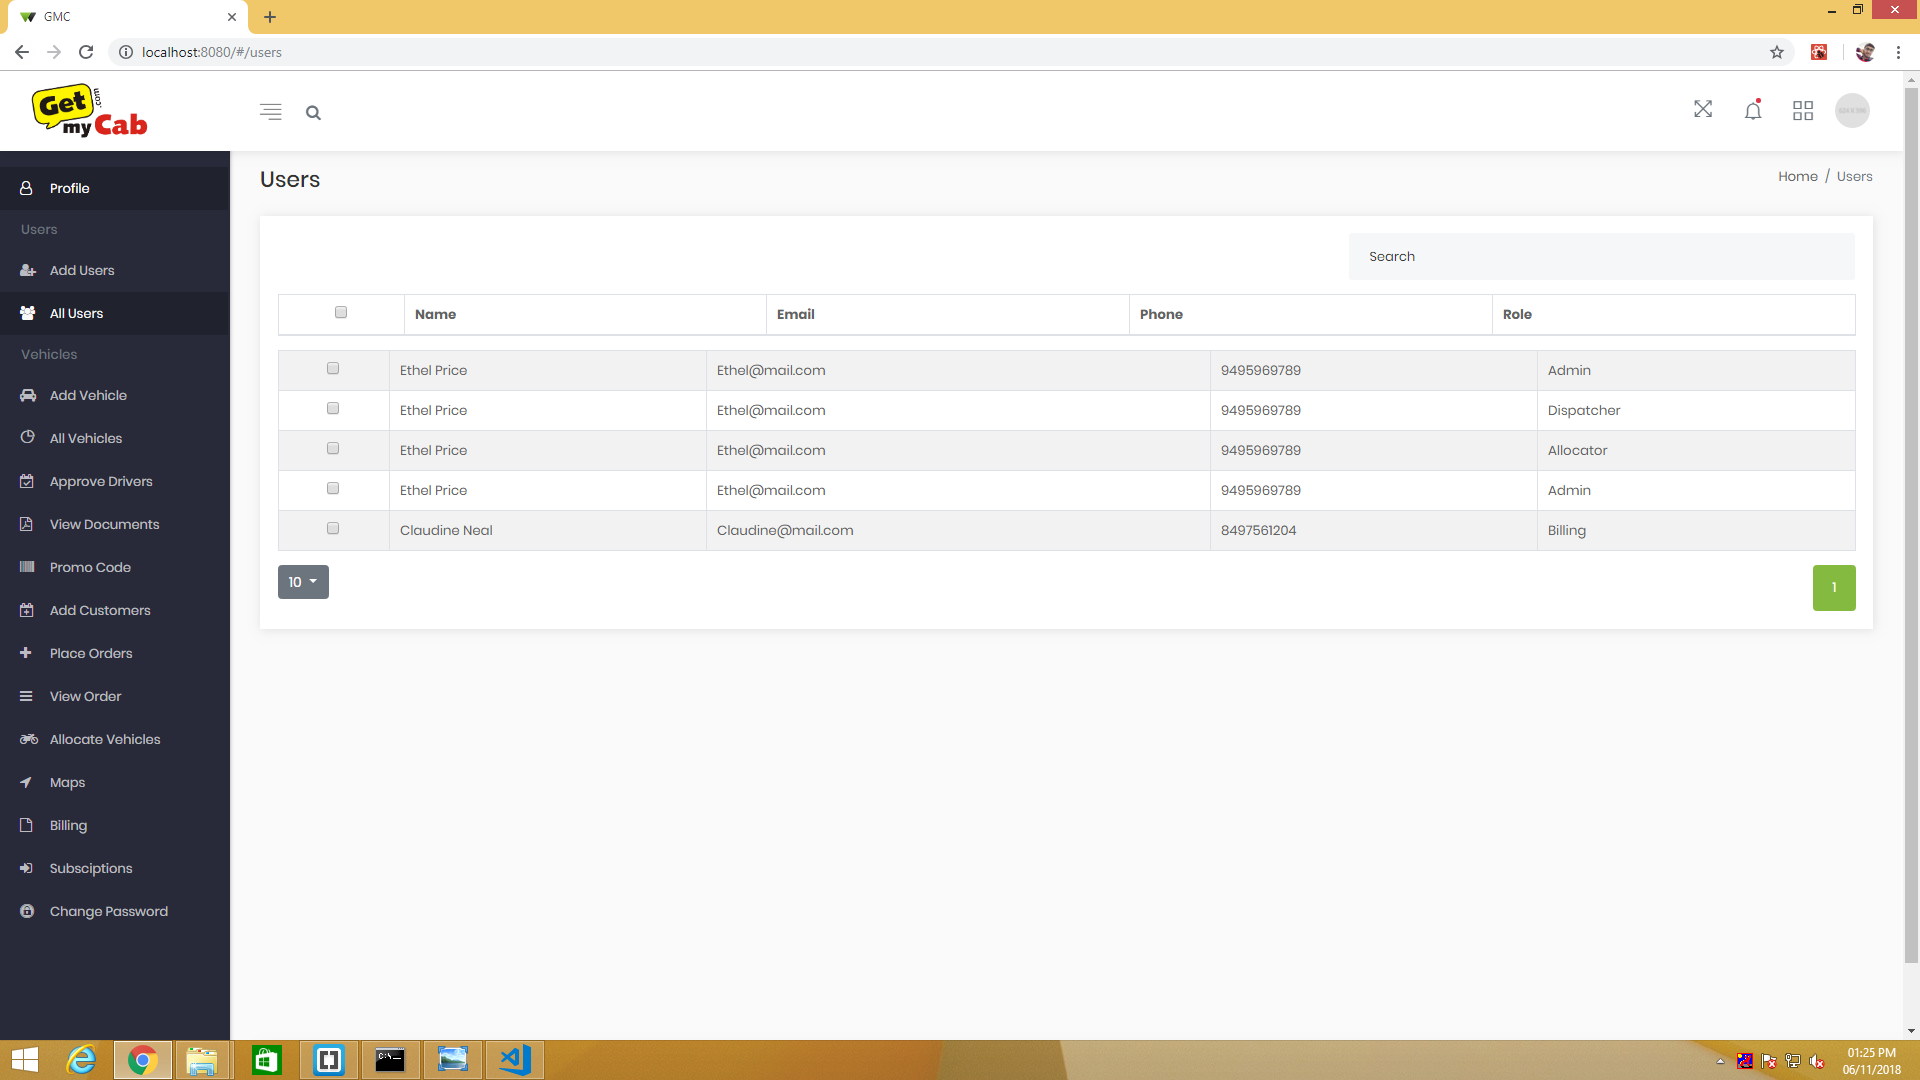 GMC
localhost:8080/#/users
Get.com
my Cab
Profile
Users
Add Users
All Users
Vehicles
Add Vehicle
All Vehicles
Approve Drivers
View Documents
Promo Code
Add Customers
Place Orders
View Order
Allocate Vehicles
Maps
Billing
Subsciptions
Change Password
Users
Home / Users
Search
Name Email Phone Role
Ethel Price Ethel@mail.com 9495969789 Admin
Ethel Price Ethel@mail.com 9495969789 Dispatcher
Ethel Price Ethel@mail.com 9495969789 Allocator
Ethel Price Ethel@mail.com 9495969789 Admin
Claudine Neal Claudine@mail.com 8497561204 Billing
10
1
C:\_
01:25 PM
06/11/2018